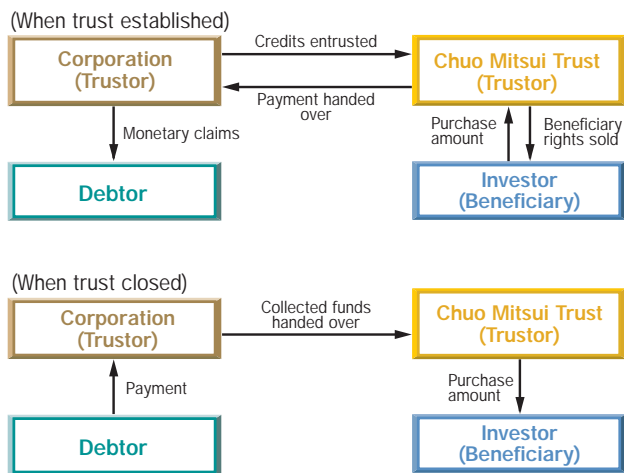 (When trust established)
Corporation
(Trustor)
Credits entrusted
Chuo Mitsui Trust
(Trustor)
Payment handed
over
Monetary claims
Purchase
amount
Beneficiary
rights sold
Debtor
Investor
(Beneficiary)
(When trust closed)
Corporation
(Trustor)
Collected funds
handed over
Chuo Mitsui Trust
(Trustor)
Payment
Purchase
amount
Debtor
Investor
(Beneficiary)